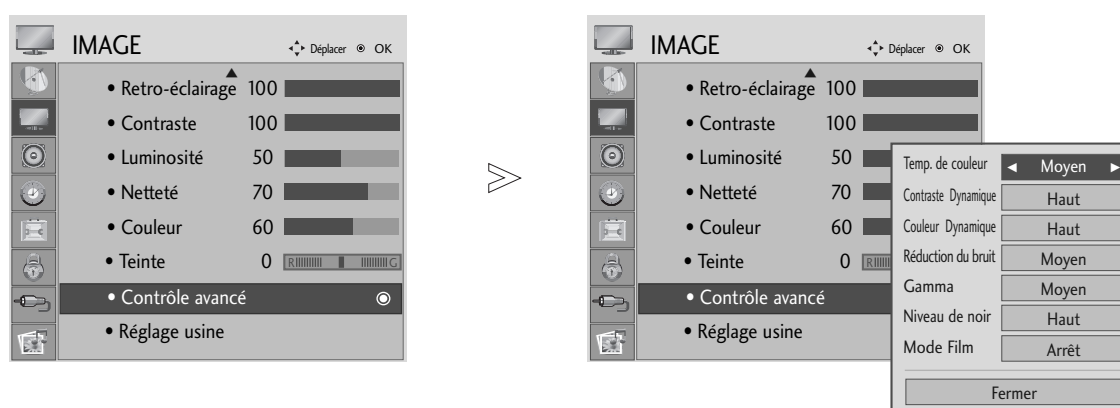 IMAGE Déplacer OK
• Retro-éclairage 100
• Contraste 100
• Luminosité 50
• Netteté 70
• Couleur 60
• Teinte 0 R G
• Contrôle avancé
• Réglage usine
IMAGE Déplacer OK
• Retro-éclairage 100
• Contraste 100
• Luminosité 50
• Netteté 70
• Couleur 60
• Teinte 0 R
• Contrôle avancé
• Réglage usine
Temp. de couleur Moyen
Contraste Dynamique Haut
Couleur Dynamique Haut
Réduction du bruit Moyen
Gamma Moyen
Niveau de noir Haut
Mode Film Arrêt
Fermer